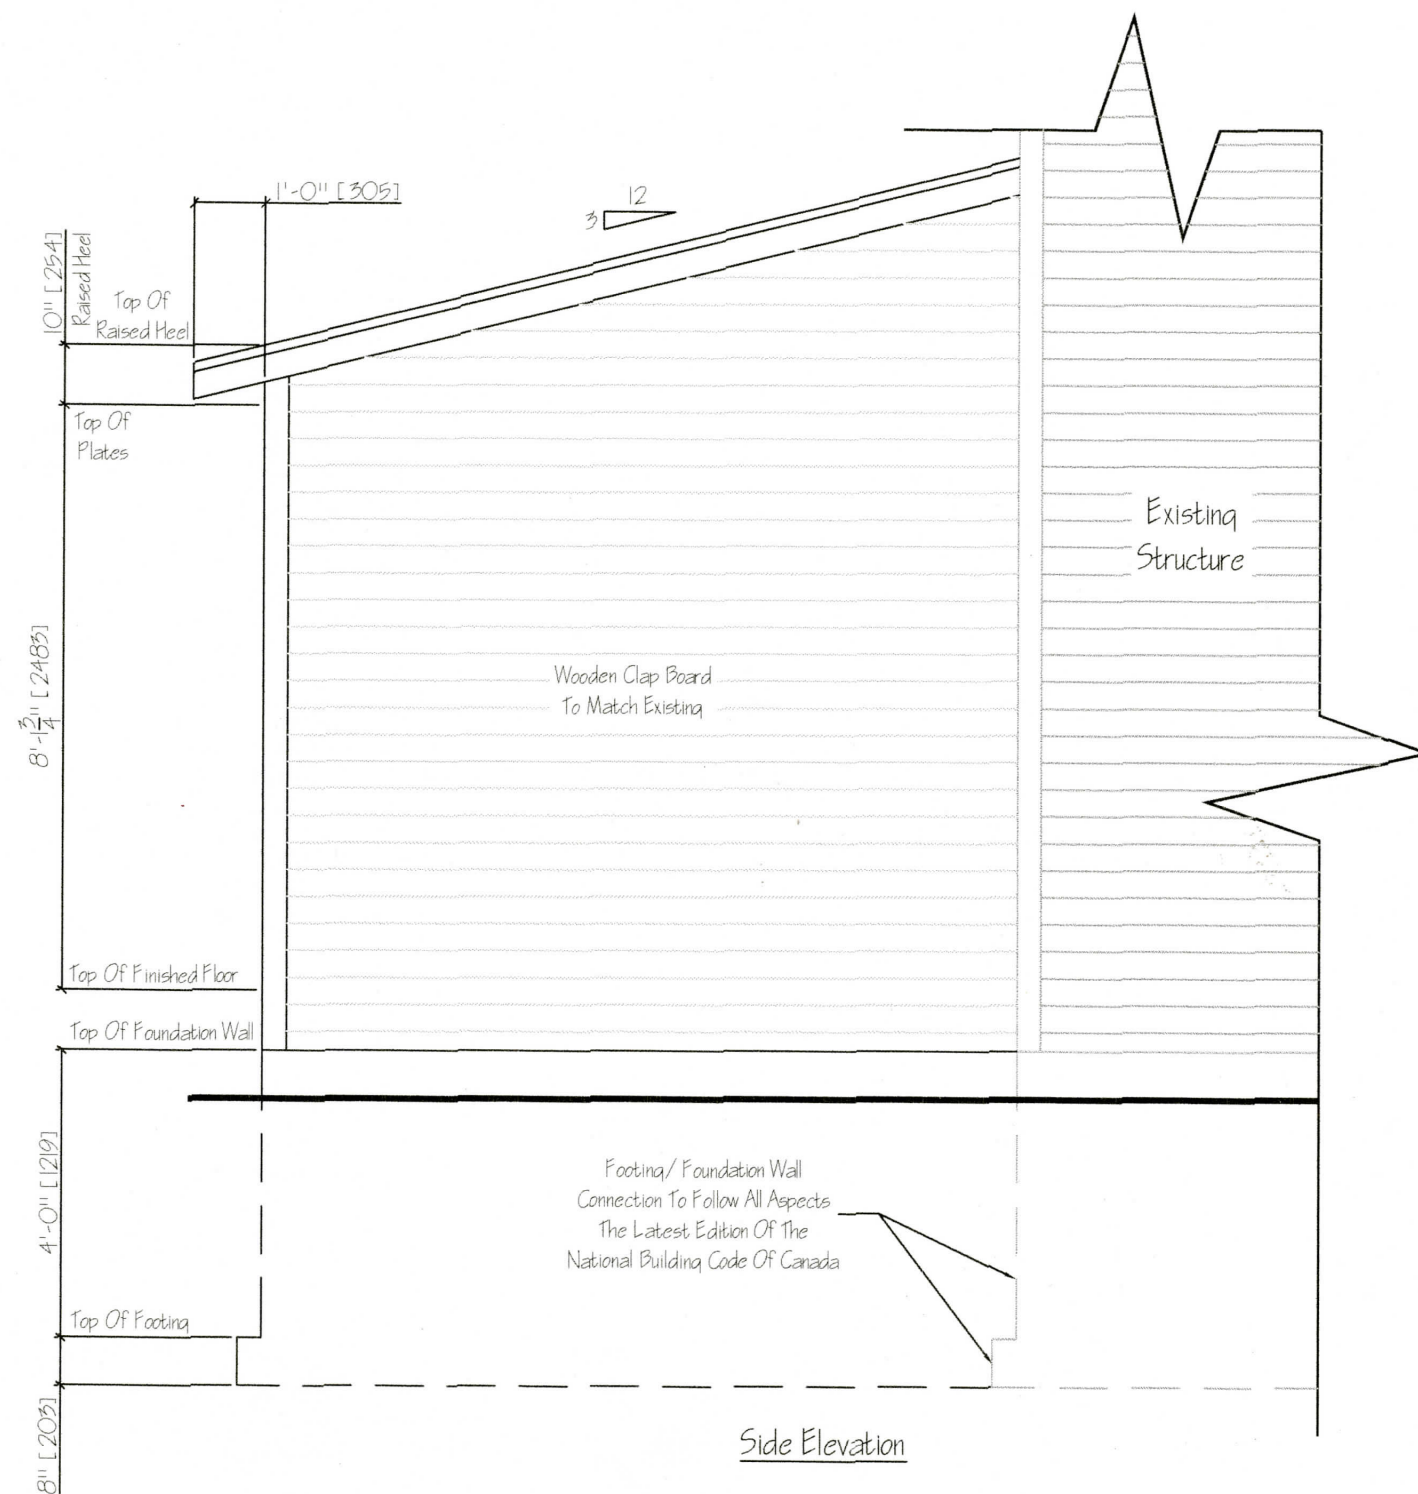 1'-0" [305]
12
3
10" [254]
Raised Heel
Top Of
Raised Heel
Top Of
Plates
Existing
Structure
8'-1 3/4" [2483]
Wooden Clap Board
To Match Existing
Top Of Finished Floor
Top Of Foundation Wall
4'-0" [1219]
Footing/ Foundation Wall
Connection To Follow All Aspects
The Latest Edition Of The
National Building Code Of Canada
Top Of Footing
8" [203]
Side Elevation